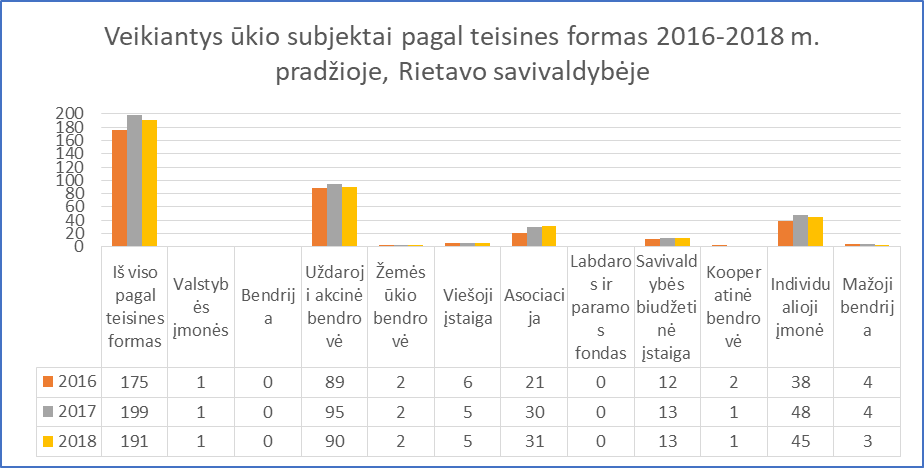 Veikiantys ūkio subjektai pagal teisines formas 2016-2018 m.
pradžioje, Rietavo savivaldybėje
200
180
160
140
120
100
80
60
40
20
0
Iš viso
pagal
teisines
formas
Valstyb
ės
įmonės
Bendrij
a
Uždaroj
i akcinė
bendro
vė
Žemės
ūkio
bendro
vė
Viešoji
įstaiga
Asociac
ija
Labdar
os ir
paramo
s
fondas
Savivald
ybės
biudžeti
nė
įstaiga
Kooper
atinė
bendro
vė
Individu
alioji
įmonė
Mažoji
bendrij
a
2016 175 1 0 89 2 6 21 0 12 2 38 4
2017 199 1 0 95 2 5 30 0 13 1 48 4
2018 191 1 0 90 2 5 31 0 13 1 45 3